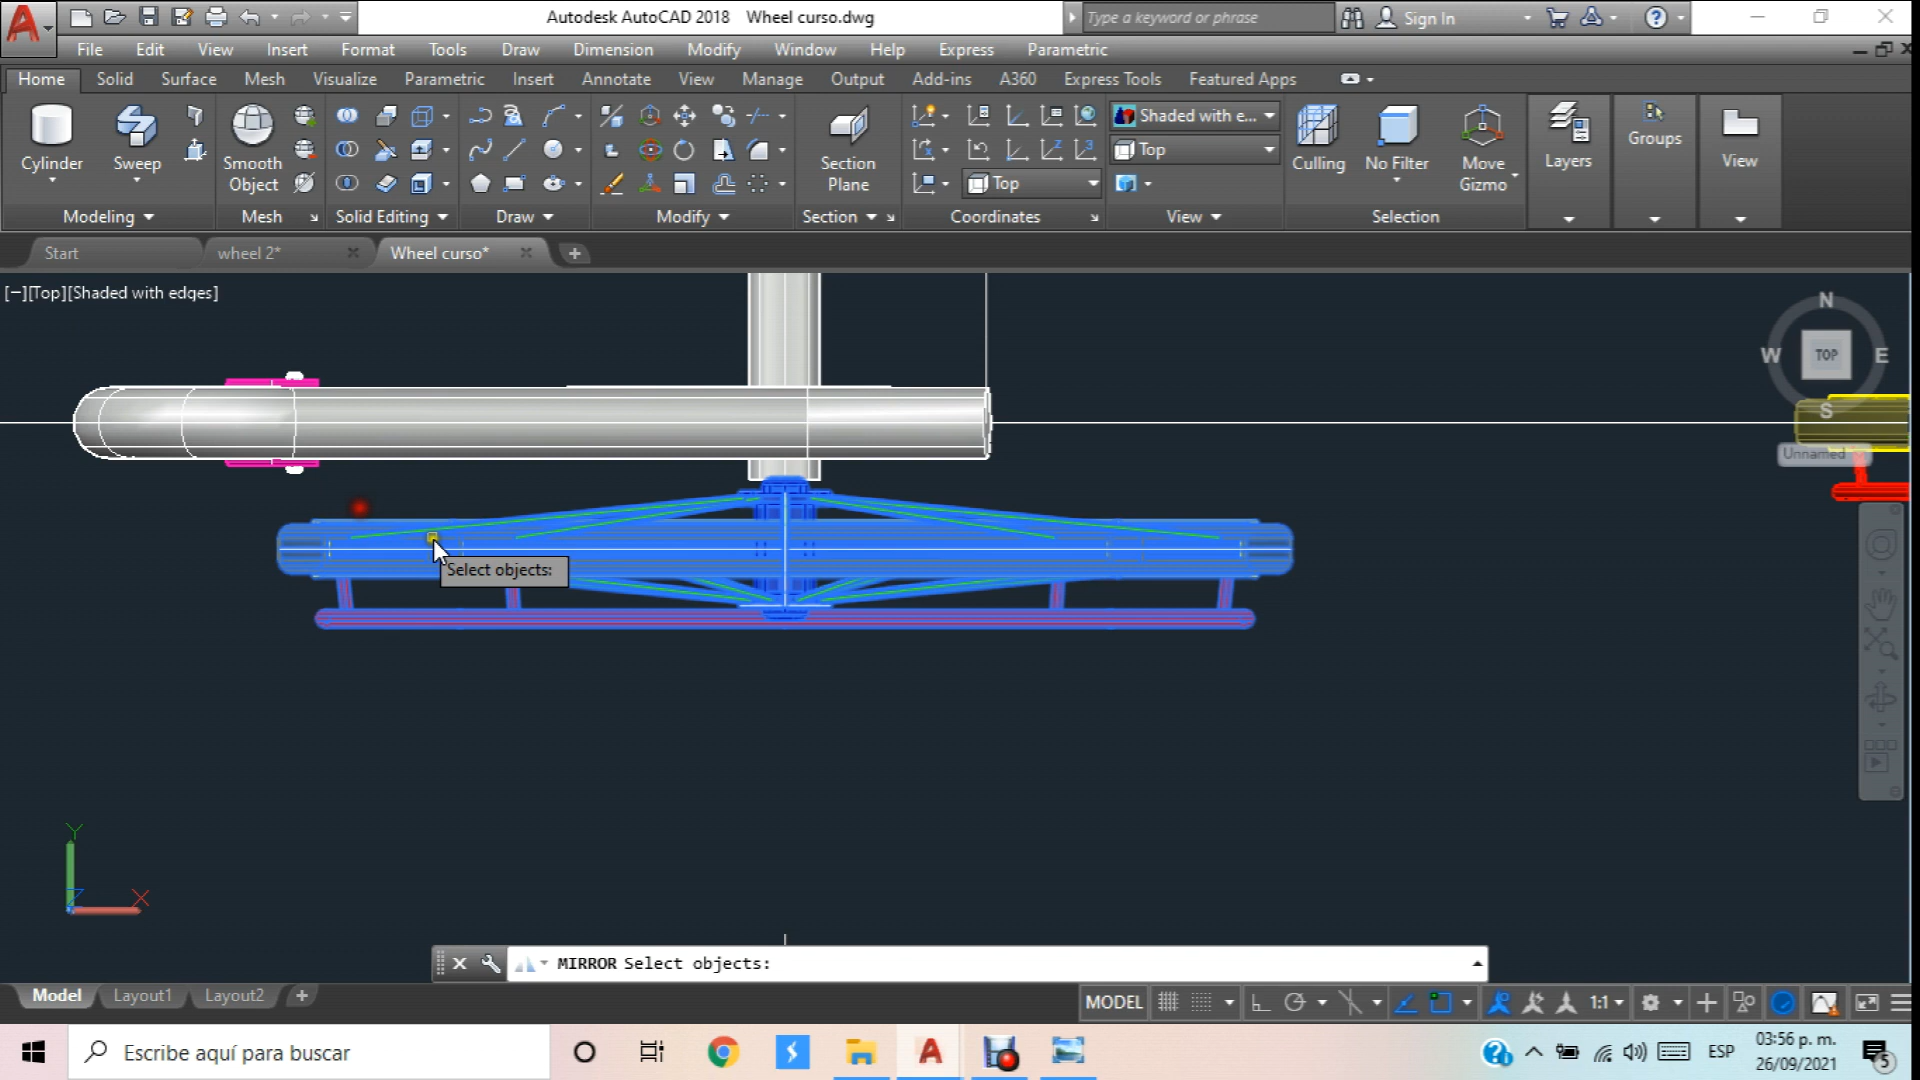 Autodesk AutoCAD 2018 Wheel curso.dwg
Type a keyword or phrase
Sign In
File Edit View Insert Format Tools Draw Dimension Modify Window Help Express Parametric
Home Solid Surface Mesh Visualize Parametric Insert Annotate View Manage Output Add-ins A360 Express Tools Featured Apps
Cylinder
Sweep
Smooth
Object
Section
Plane
Shaded with e...
Top
Top
Culling
No Filter
Move
Gizmo
Layers
Groups
View
Modeling Mesh Solid Editing Draw Modify Section Coordinates View Selection
Start wheel 2* Wheel curso*
[−][Top][Shaded with edges]
N
W TOP E
S
Unnamed
Select objects:
Y
Z
X
MIRROR Select objects:
Model Layout1 Layout2
MODEL 1:1
Escribe aquí para buscar
ESP
03:56 p. m.
26/09/2021
5